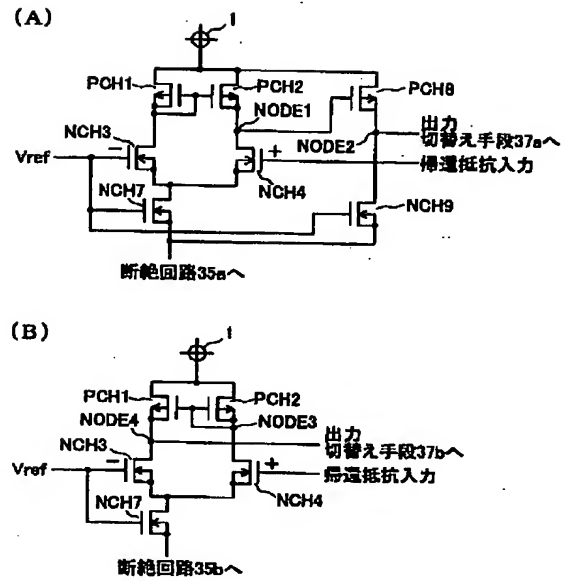 (A)
1
PCH1
PCH2
PCH8
NODE1
NCH3
NODE2
出力
切替え手段37aへ
Vref
−
+
帰還抵抗入力
NCH7
NCH4
NCH9
断絶回路35aへ
(B)
1
PCH1
PCH2
NODE4
NODE3
NCH3
出力
切替え手段37bへ
Vref
−
+
帰還抵抗入力
NCH7
NCH4
断絶回路35bへ